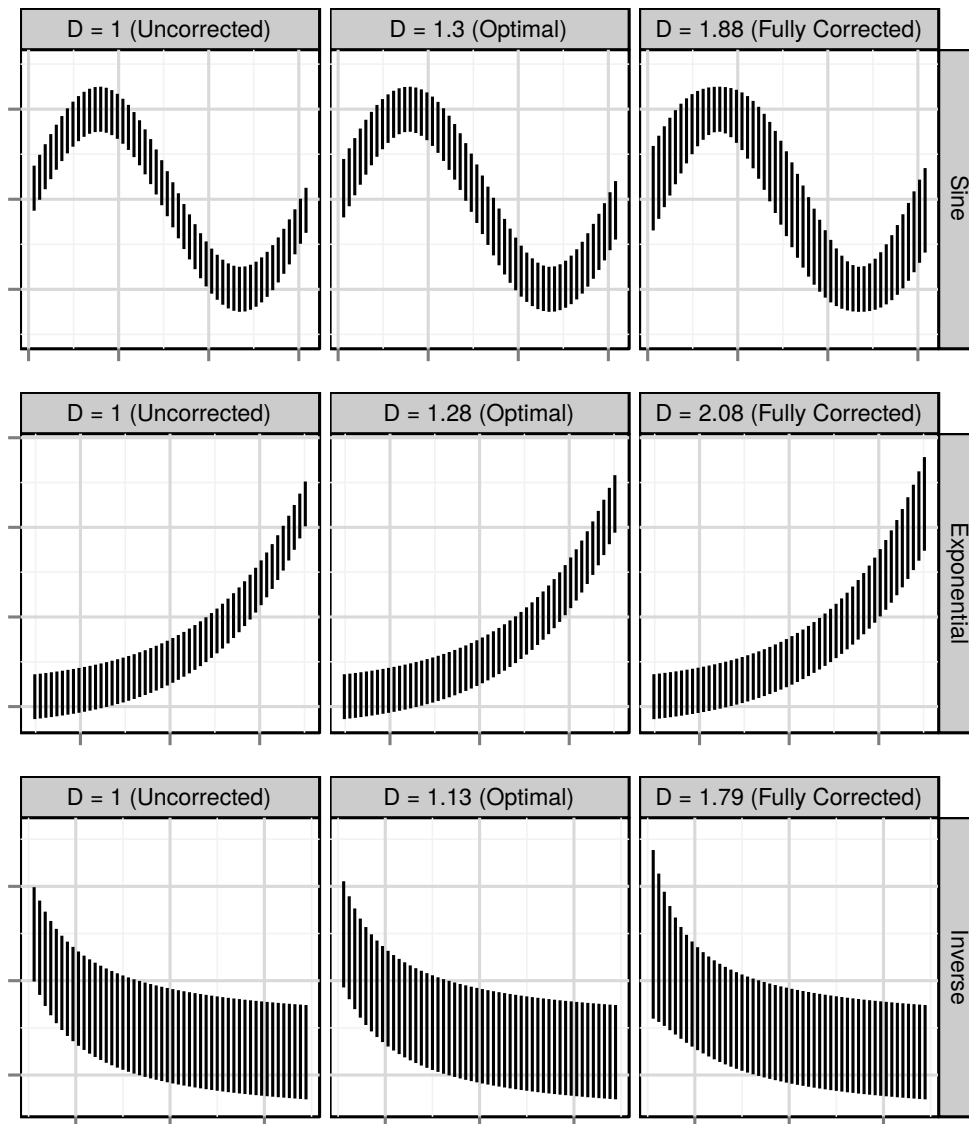 D = 1 (Uncorrected)
D = 1.3 (Optimal)
D = 1.88 (Fully Corrected)
Sine
D = 1 (Uncorrected)
D = 1.28 (Optimal)
D = 2.08 (Fully Corrected)
Exponential
D = 1 (Uncorrected)
D = 1.13 (Optimal)
D = 1.79 (Fully Corrected)
Inverse